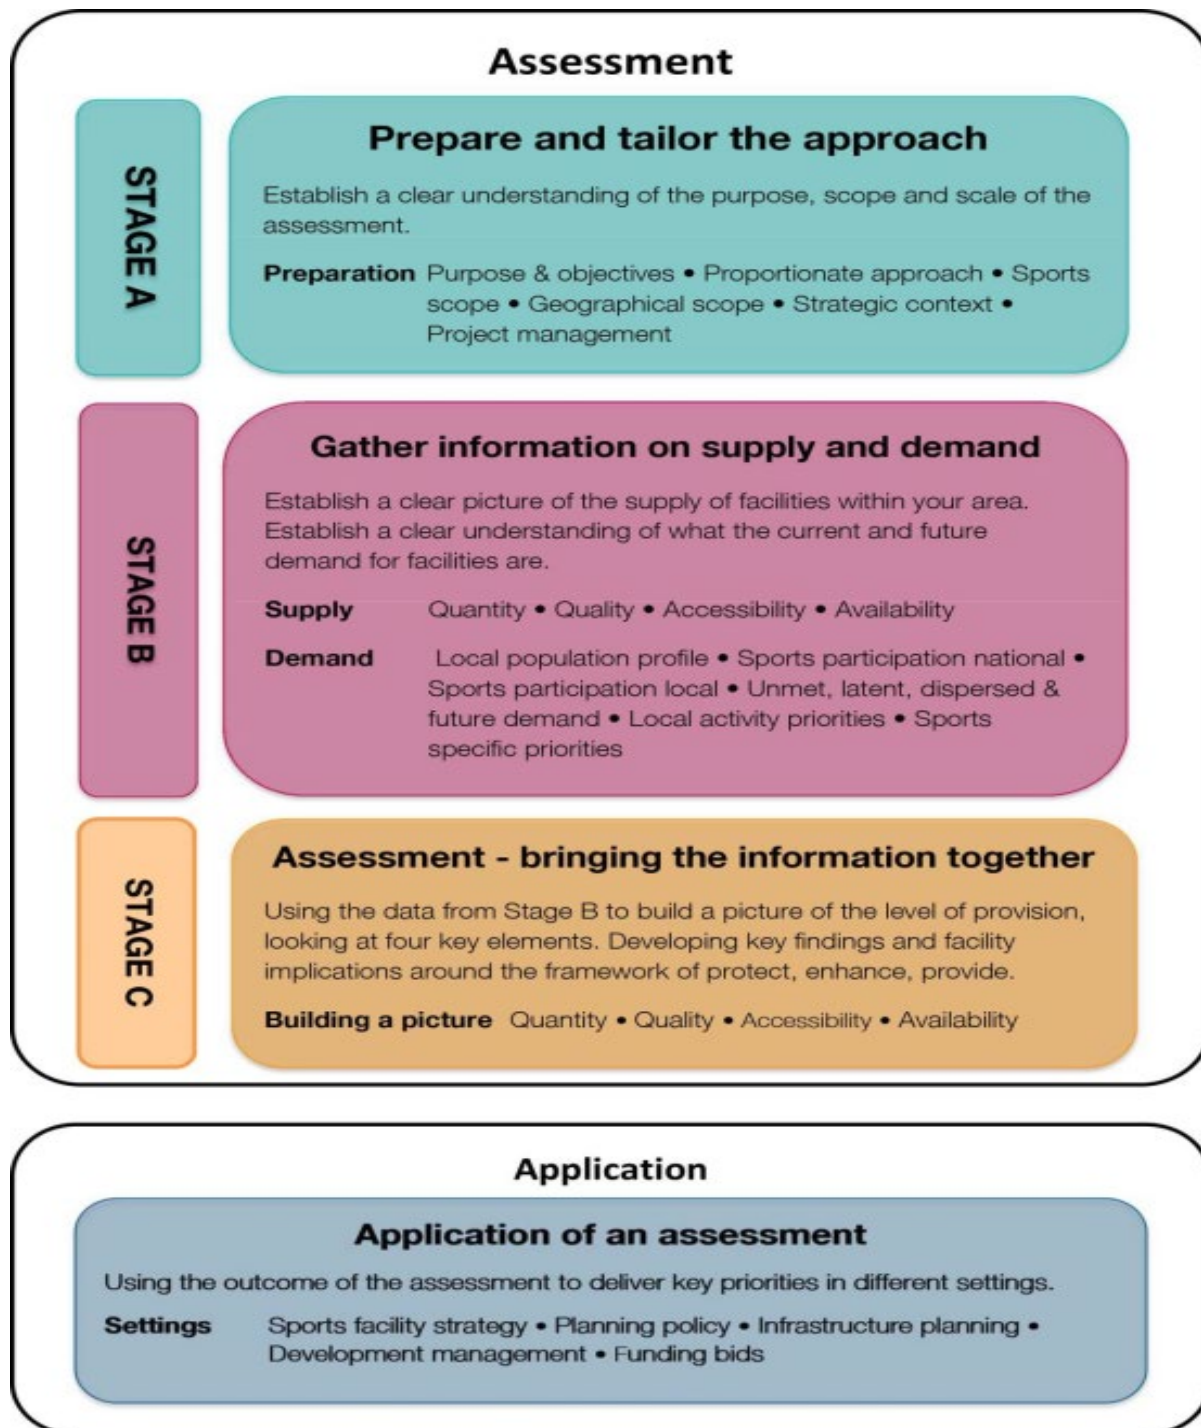 Assessment
STAGE A
Prepare and tailor the approach
Establish a clear understanding of the purpose, scope and scale of the
assessment.
Preparation Purpose & objectives • Proportionate approach • Sports
scope • Geographical scope • Strategic context •
Project management
STAGE B
Gather information on supply and demand
Establish a clear picture of the supply of facilities within your area.
Establish a clear understanding of what the current and future
demand for facilities are.
Supply Quantity • Quality • Accessibility • Availability
Demand Local population profile • Sports participation national •
Sports participation local • Unmet, latent, dispersed &
future demand • Local activity priorities • Sports
specific priorities
STAGE C
Assessment - bringing the information together
Using the data from Stage B to build a picture of the level of provision,
looking at four key elements. Developing key findings and facility
implications around the framework of protect, enhance, provide.
Building a picture Quantity • Quality • Accessibility • Availability
Application
Application of an assessment
Using the outcome of the assessment to deliver key priorities in different settings.
Settings Sports facility strategy • Planning policy • Infrastructure planning •
Development management • Funding bids